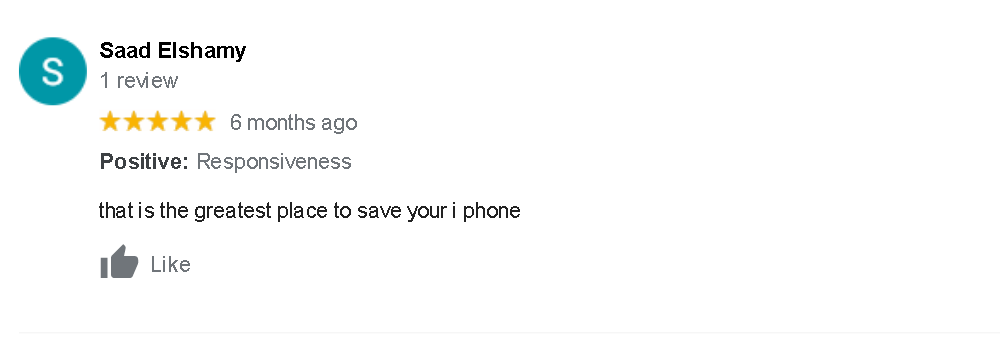 S
Saad Elshamy
1 review
6 months ago
Positive: Responsiveness
that is the greatest place to save your i phone
Like